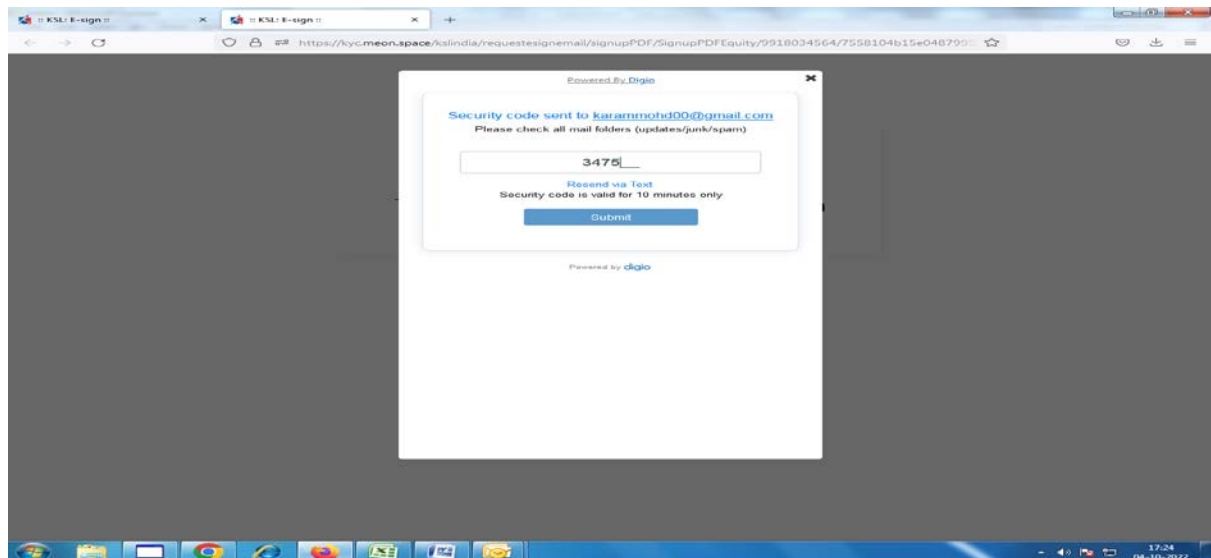 :: KSL: E-sign ::
:: KSL: E-sign ::
https://kyc.meon.space/kslindia/requestesignemail/signupPDF/SignupPDFEquity/9918034564/7558104b15e048799
Powered By Digio
Security code sent to karammohd00@gmail.com
Please check all mail folders (updates/junk/spam)
3475__
Resend via Text
Security code is valid for 10 minutes only
Submit
Powered by digio
17:24
04-10-2022